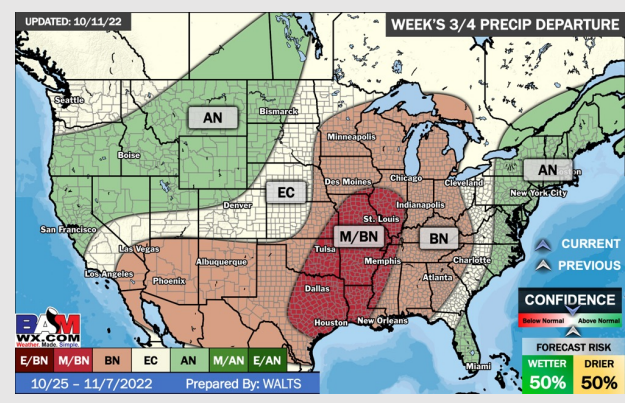 UPDATED: 10/11/22
WEEK'S 3/4 PRECIP DEPARTURE
Seattle
AN
Bismarck
Minneapolis
Boise
AN
Des Moines
Chicago
Cleveland
New York City
EC
Denver
Indianapolis
San Francisco
St. Louis
M/BN
BN
CURRENT
Las Vegas
Tulsa
Charlotte
Albuquerque
Memphis
PREVIOUS
Los Angeles
Phoenix
Atlanta
Dallas
CONFIDENCE
Below Normal
Above Normal
Houston
New Orleans
BAM
WX.COM
Weather. Made. Simple.
FORECAST RISK
E/BN M/BN BN EC AN M/AN E/AN
Miami
WETTER
DRIER
50%
50%
10/25 – 11/7/2022 Prepared By: WALTS